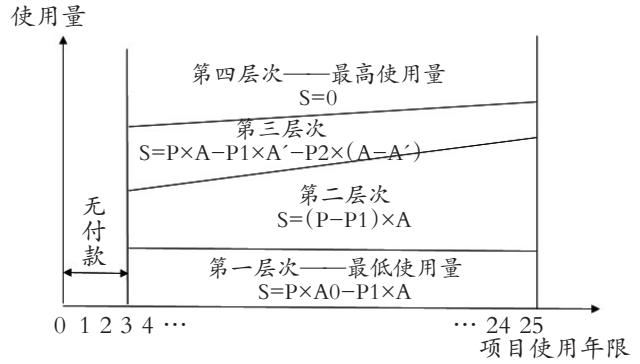 使用量
第四层次——最高使用量
S=0
第三层次
S=P×A−P1×A′−P2×(A−A′)
第二层次
S=(P−P1)×A
无
付
款
第一层次——最低使用量
S=P×A0−P1×A
0 1 2 3 4 … … 24 25
项目使用年限